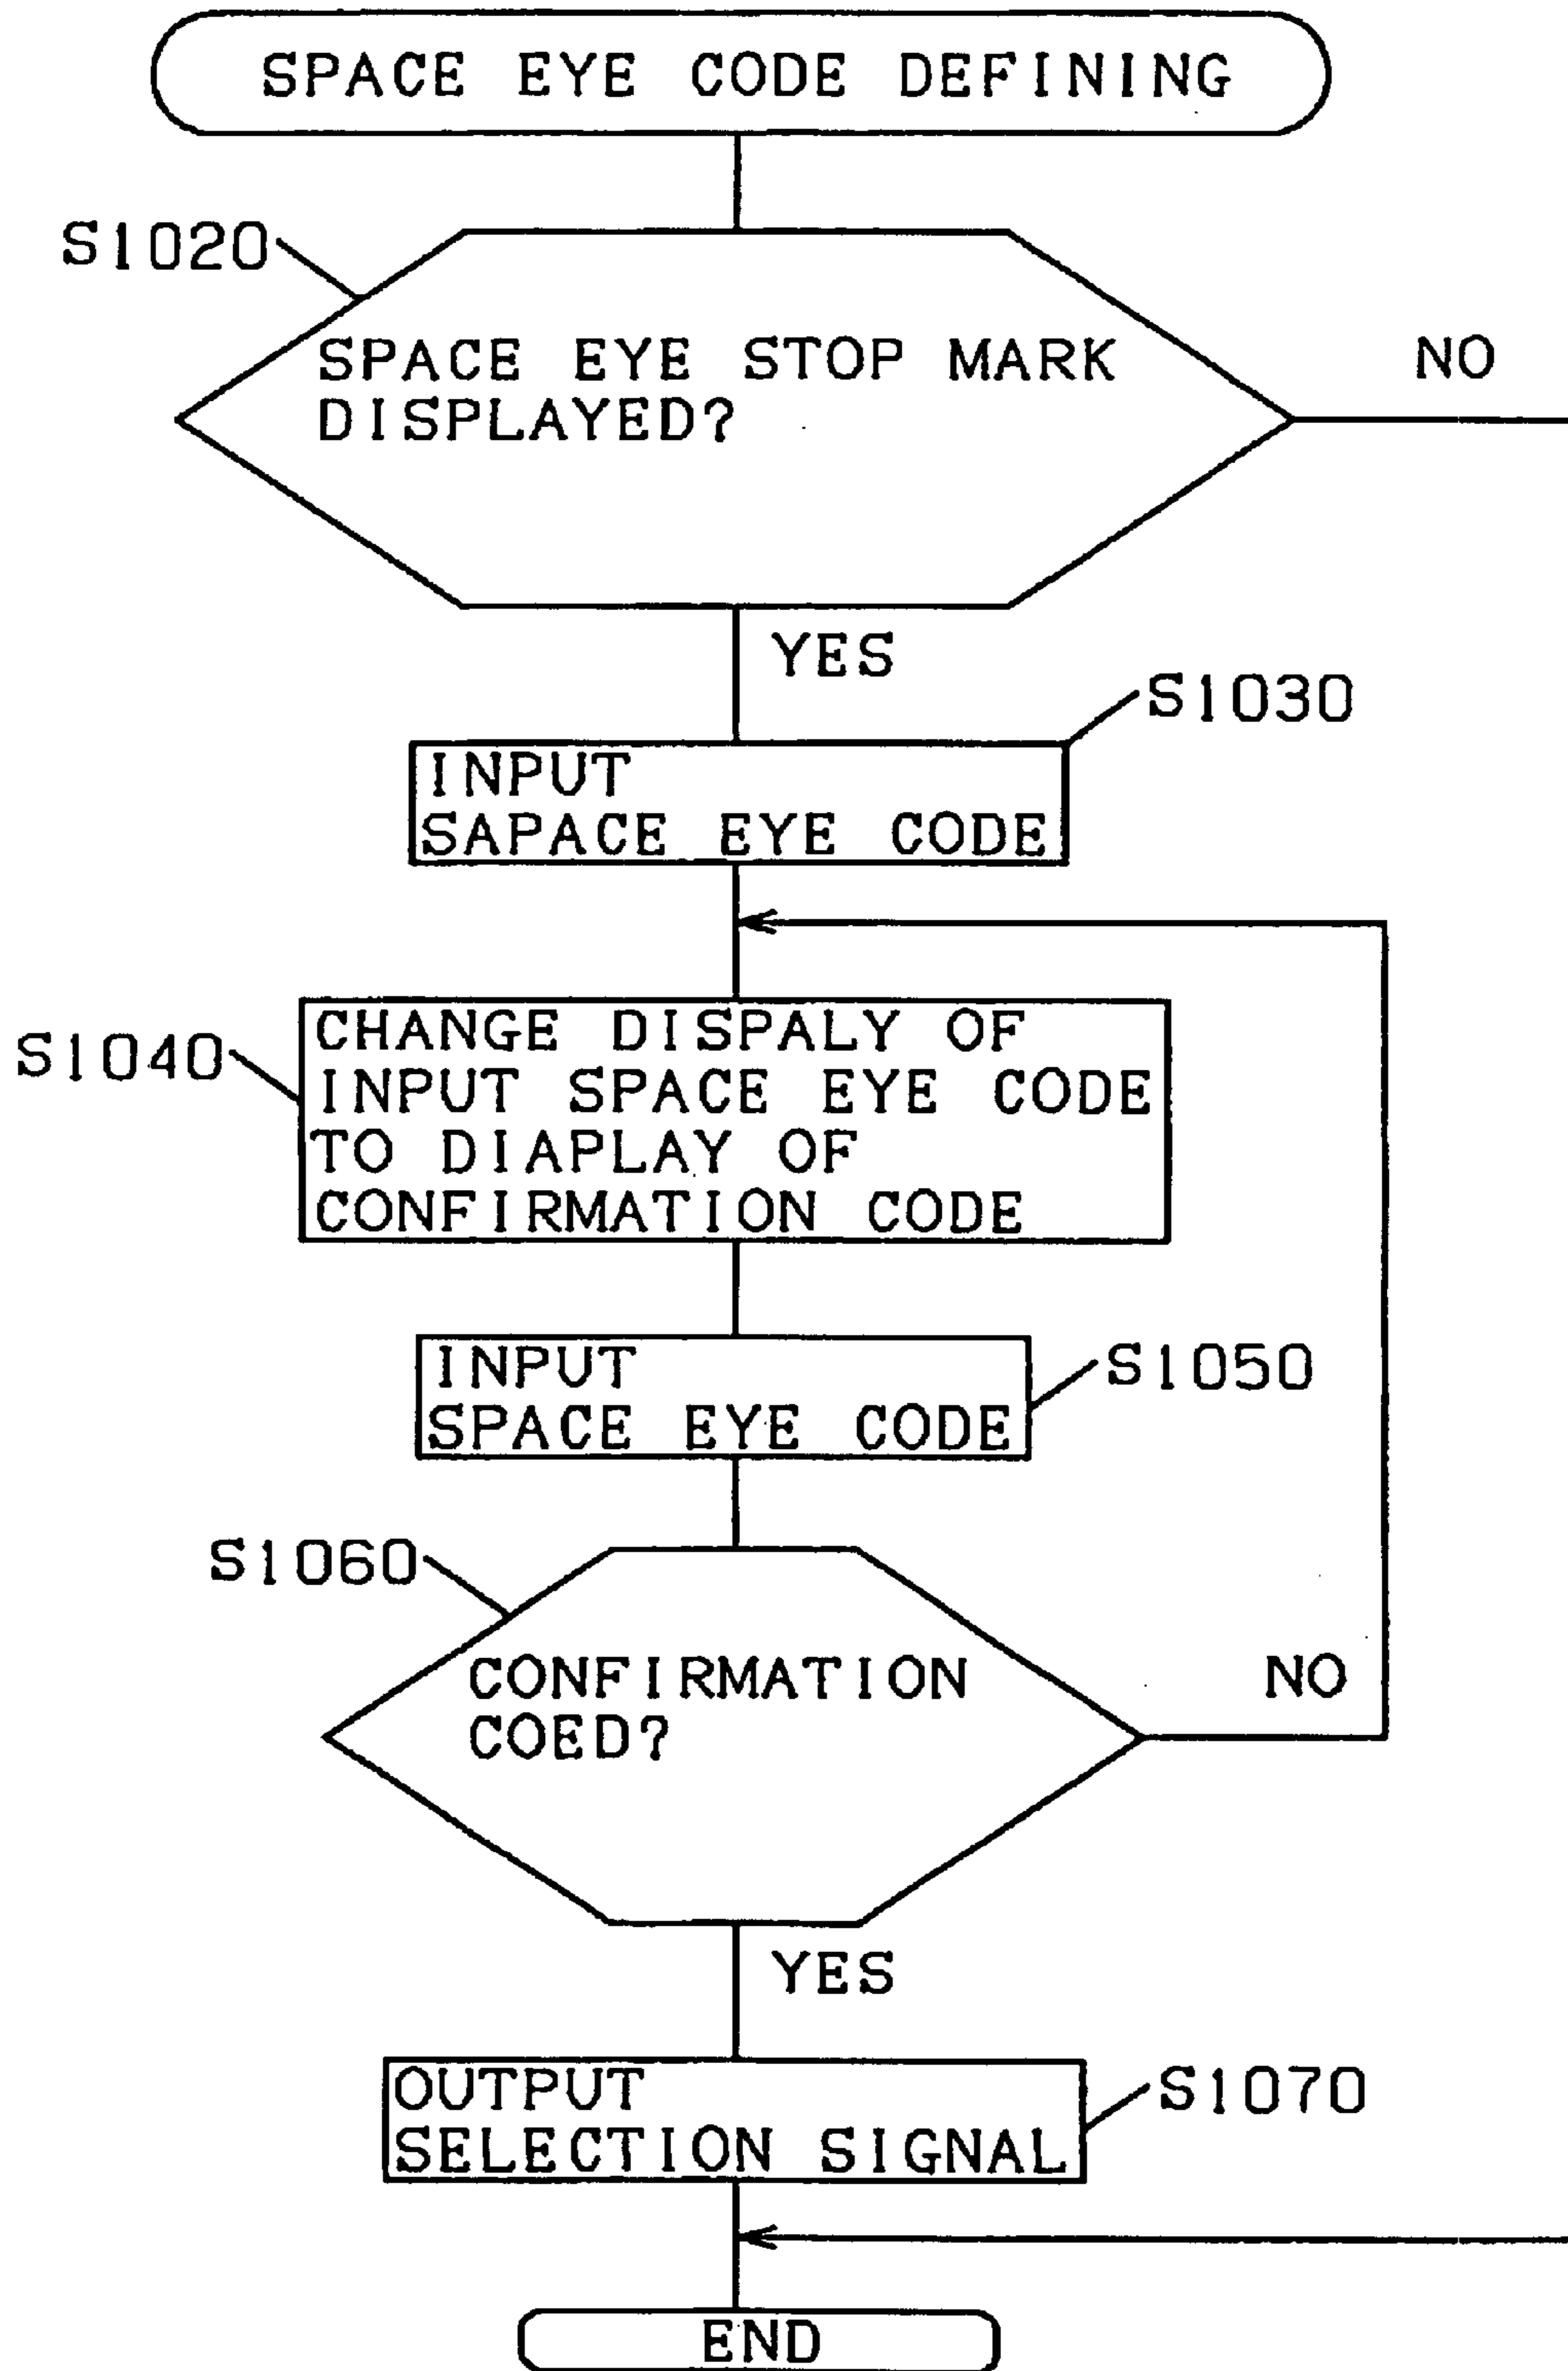 SPACE EYE CODE DEFINING
S1020
SPACE EYE STOP MARK
DISPLAYED?
NO
YES
S1030
INPUT
SAPACE EYE CODE
S1040
CHANGE DISPALY OF
INPUT SPACE EYE CODE
TO DIAPLAY OF
CONFIRMATION CODE
INPUT
SPACE EYE CODE
S1050
S1060
CONFIRMATION
COED?
NO
YES
OUTPUT
SELECTION SIGNAL
S1070
END